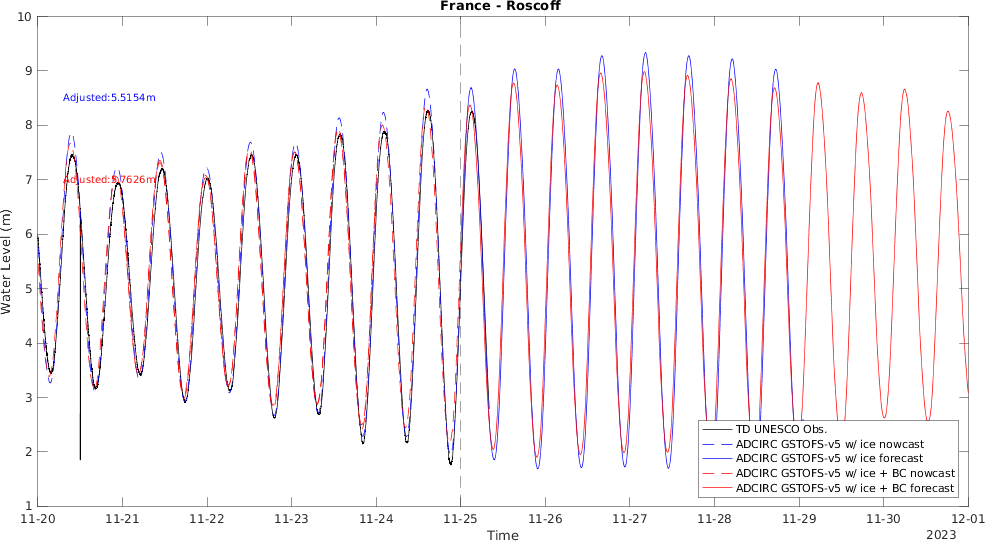 France - Roscoff
Water Level (m)
10
9
8
7
6
5
4
3
2
1
Adjusted:5.5154m
Adjusted:5.7626m
TD UNESCO Obs.
ADCIRC GSTOFS-v5 w/ ice nowcast
ADCIRC GSTOFS-v5 w/ ice forecast
ADCIRC GSTOFS-v5 w/ ice + BC nowcast
ADCIRC GSTOFS-v5 w/ ice + BC forecast
11-20 11-21 11-22 11-23 11-24 11-25 11-26 11-27 11-28 11-29 11-30 12-01
Time
2023